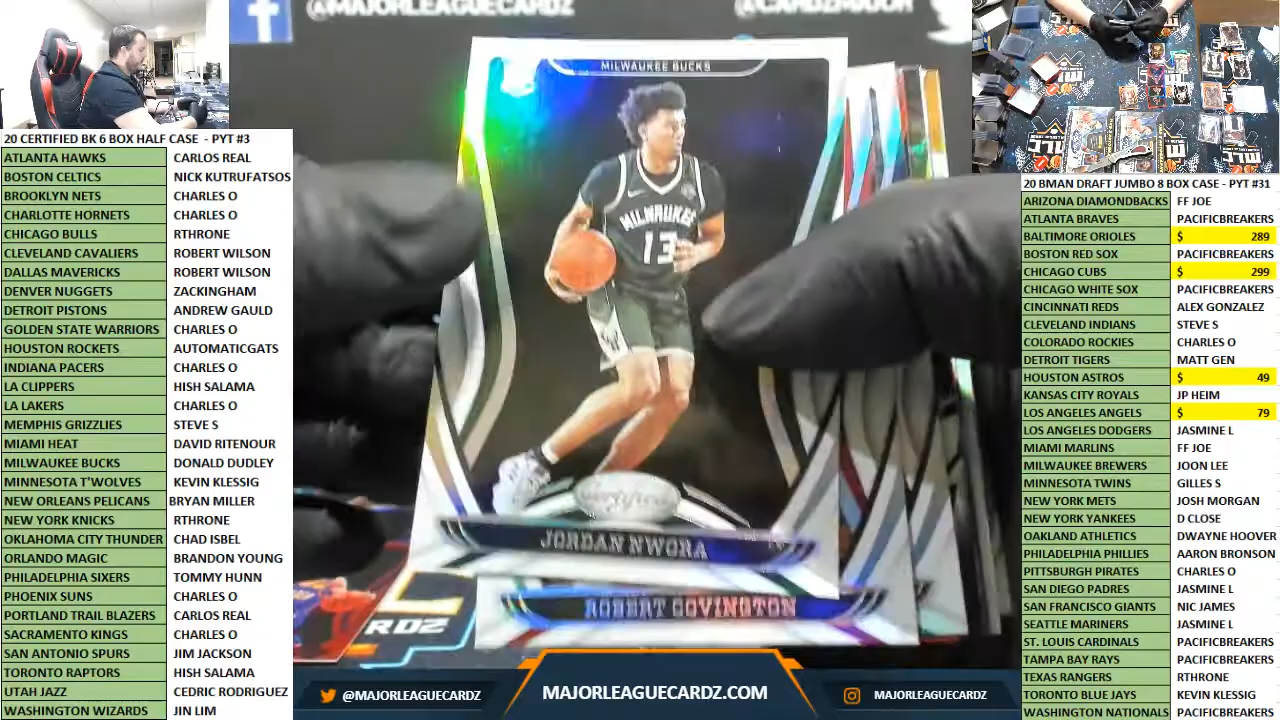 @MAJORLEAGUECARDZ
@CARDZMAJOR
20 CERTIFIED BK 6 BOX HALF CASE - PYT #3
ATLANTA HAWKS CARLOS REAL
BOSTON CELTICS NICK KUTRUFATSOS
BROOKLYN NETS CHARLES O
CHARLOTTE HORNETS CHARLES O
CHICAGO BULLS RTHRONE
CLEVELAND CAVALIERS ROBERT WILSON
DALLAS MAVERICKS ROBERT WILSON
DENVER NUGGETS ZACKINGHAM
DETROIT PISTONS ANDREW GAULD
GOLDEN STATE WARRIORS CHARLES O
HOUSTON ROCKETS AUTOMATICGATS
INDIANA PACERS CHARLES O
LA CLIPPERS HISH SALAMA
LA LAKERS CHARLES O
MEMPHIS GRIZZLIES STEVE S
MIAMI HEAT DAVID RITENOUR
MILWAUKEE BUCKS DONALD DUDLEY
MINNESOTA T'WOLVES KEVIN KLESSIG
NEW ORLEANS PELICANS BRYAN MILLER
NEW YORK KNICKS RTHRONE
OKLAHOMA CITY THUNDER CHAD ISBEL
ORLANDO MAGIC BRANDON YOUNG
PHILADELPHIA SIXERS TOMMY HUNN
PHOENIX SUNS CHARLES O
PORTLAND TRAIL BLAZERS CARLOS REAL
SACRAMENTO KINGS CHARLES O
SAN ANTONIO SPURS JIM JACKSON
TORONTO RAPTORS HISH SALAMA
UTAH JAZZ CEDRIC RODRIGUEZ
WASHINGTON WIZARDS JIN LIM
MILWAUKEE BUCKS
MILWAUKEE
13
JORDAN NWORA
ROBERT COVINGTON
RDZ
@MAJORLEAGUECARDZ
MAJORLEAGUECARDZ.COM
MAJORLEAGUECARDZ
20 BMAN DRAFT JUMBO 8 BOX CASE - PYT #31
ARIZONA DIAMONDBACKS FF JOE
ATLANTA BRAVES PACIFICBREAKERS
BALTIMORE ORIOLES $ 289
BOSTON RED SOX PACIFICBREAKERS
CHICAGO CUBS $ 299
CHICAGO WHITE SOX PACIFICBREAKERS
CINCINNATI REDS ALEX GONZALEZ
CLEVELAND INDIANS STEVE S
COLORADO ROCKIES CHARLES O
DETROIT TIGERS MATT GEN
HOUSTON ASTROS $ 49
KANSAS CITY ROYALS JP HEIM
LOS ANGELES ANGELS $ 79
LOS ANGELES DODGERS JASMINE L
MIAMI MARLINS FF JOE
MILWAUKEE BREWERS JOON LEE
MINNESOTA TWINS GILLES S
NEW YORK METS JOSH MORGAN
NEW YORK YANKEES D CLOSE
OAKLAND ATHLETICS DWAYNE HOOVER
PHILADELPHIA PHILLIES AARON BRONSON
PITTSBURGH PIRATES CHARLES O
SAN DIEGO PADRES JASMINE L
SAN FRANCISCO GIANTS NIC JAMES
SEATTLE MARINERS JASMINE L
ST. LOUIS CARDINALS PACIFICBREAKERS
TAMPA BAY RAYS PACIFICBREAKERS
TEXAS RANGERS RTHRONE
TORONTO BLUE JAYS KEVIN KLESSIG
WASHINGTON NATIONALS PACIFICBREAKERS